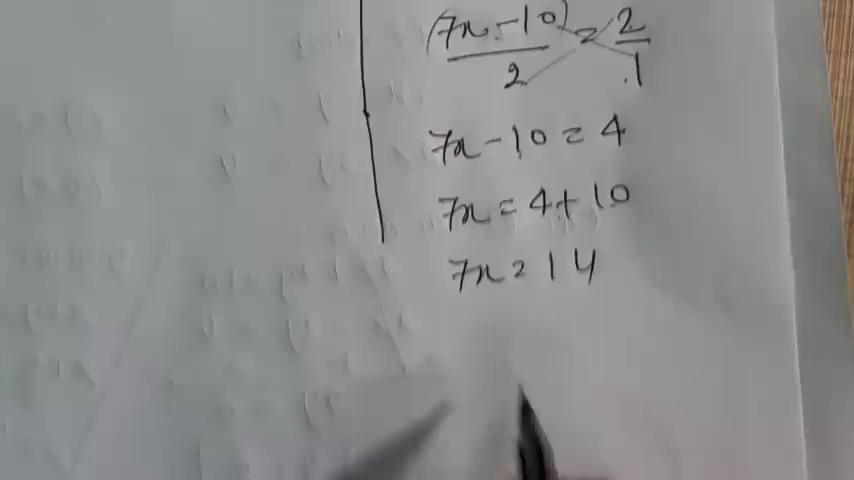 (7x - 10) / 2 = 2 / 1
7x - 10 = 4
7x = 4 + 10
7x = 14